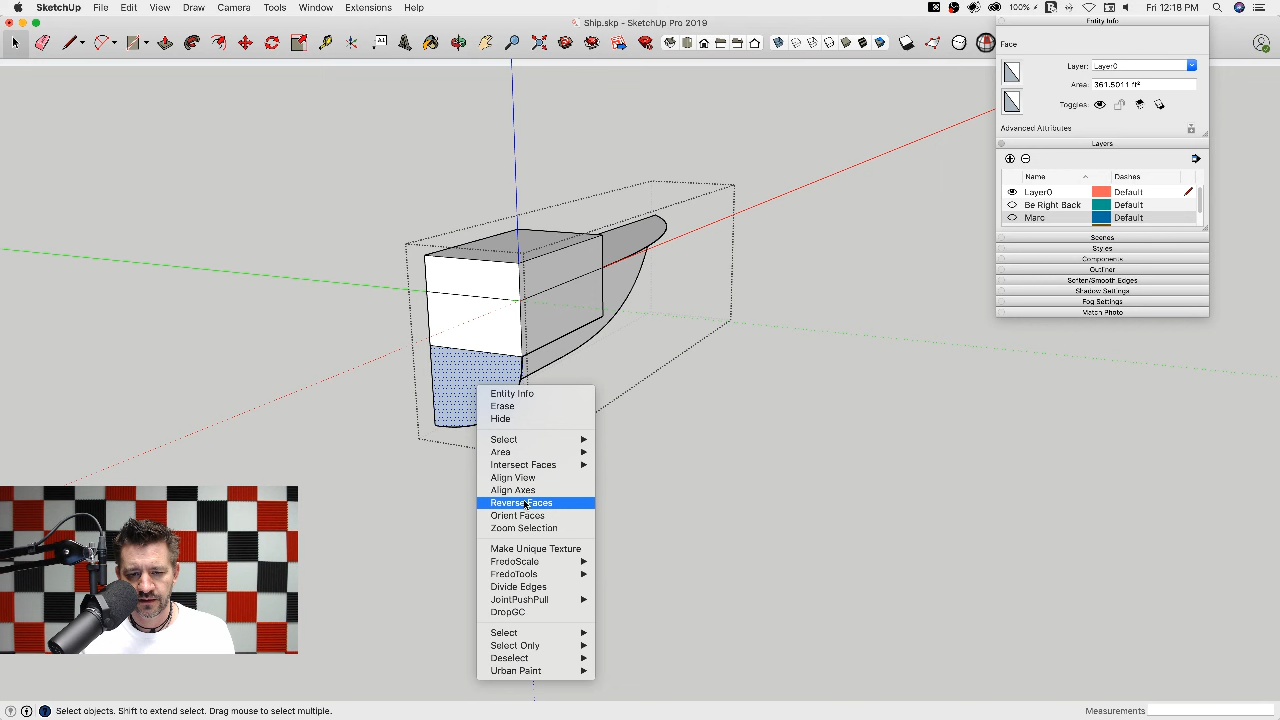 SketchUp File Edit View Draw Camera Tools Window Extensions Help 100% Fri 12:18 PM
Ship.skp - SketchUp Pro 2019
Entity Info
Face
Layer: Layer0
Area: 361.5011 ft²
Toggles:
Advanced Attributes
Layers
Name Dashes
Layer0 Default
Be Right Back Default
Marc Default
Scenes
Styles
Components
Outliner
Soften/Smooth Edges
Shadow Settings
Fog Settings
Match Photo
Entity Info
Erase
Hide
Select
Area
Intersect Faces
Align View
Align Axes
Reverse Faces
Orient Faces
Zoom Selection
Make Unique Texture
FredoScale
FredoTools
Divide Edges
JointPushPull
DropGC
Select
Select Only
Deselect
Urban Paint
Select objects. Shift to extend select. Drag mouse to select multiple. Measurements